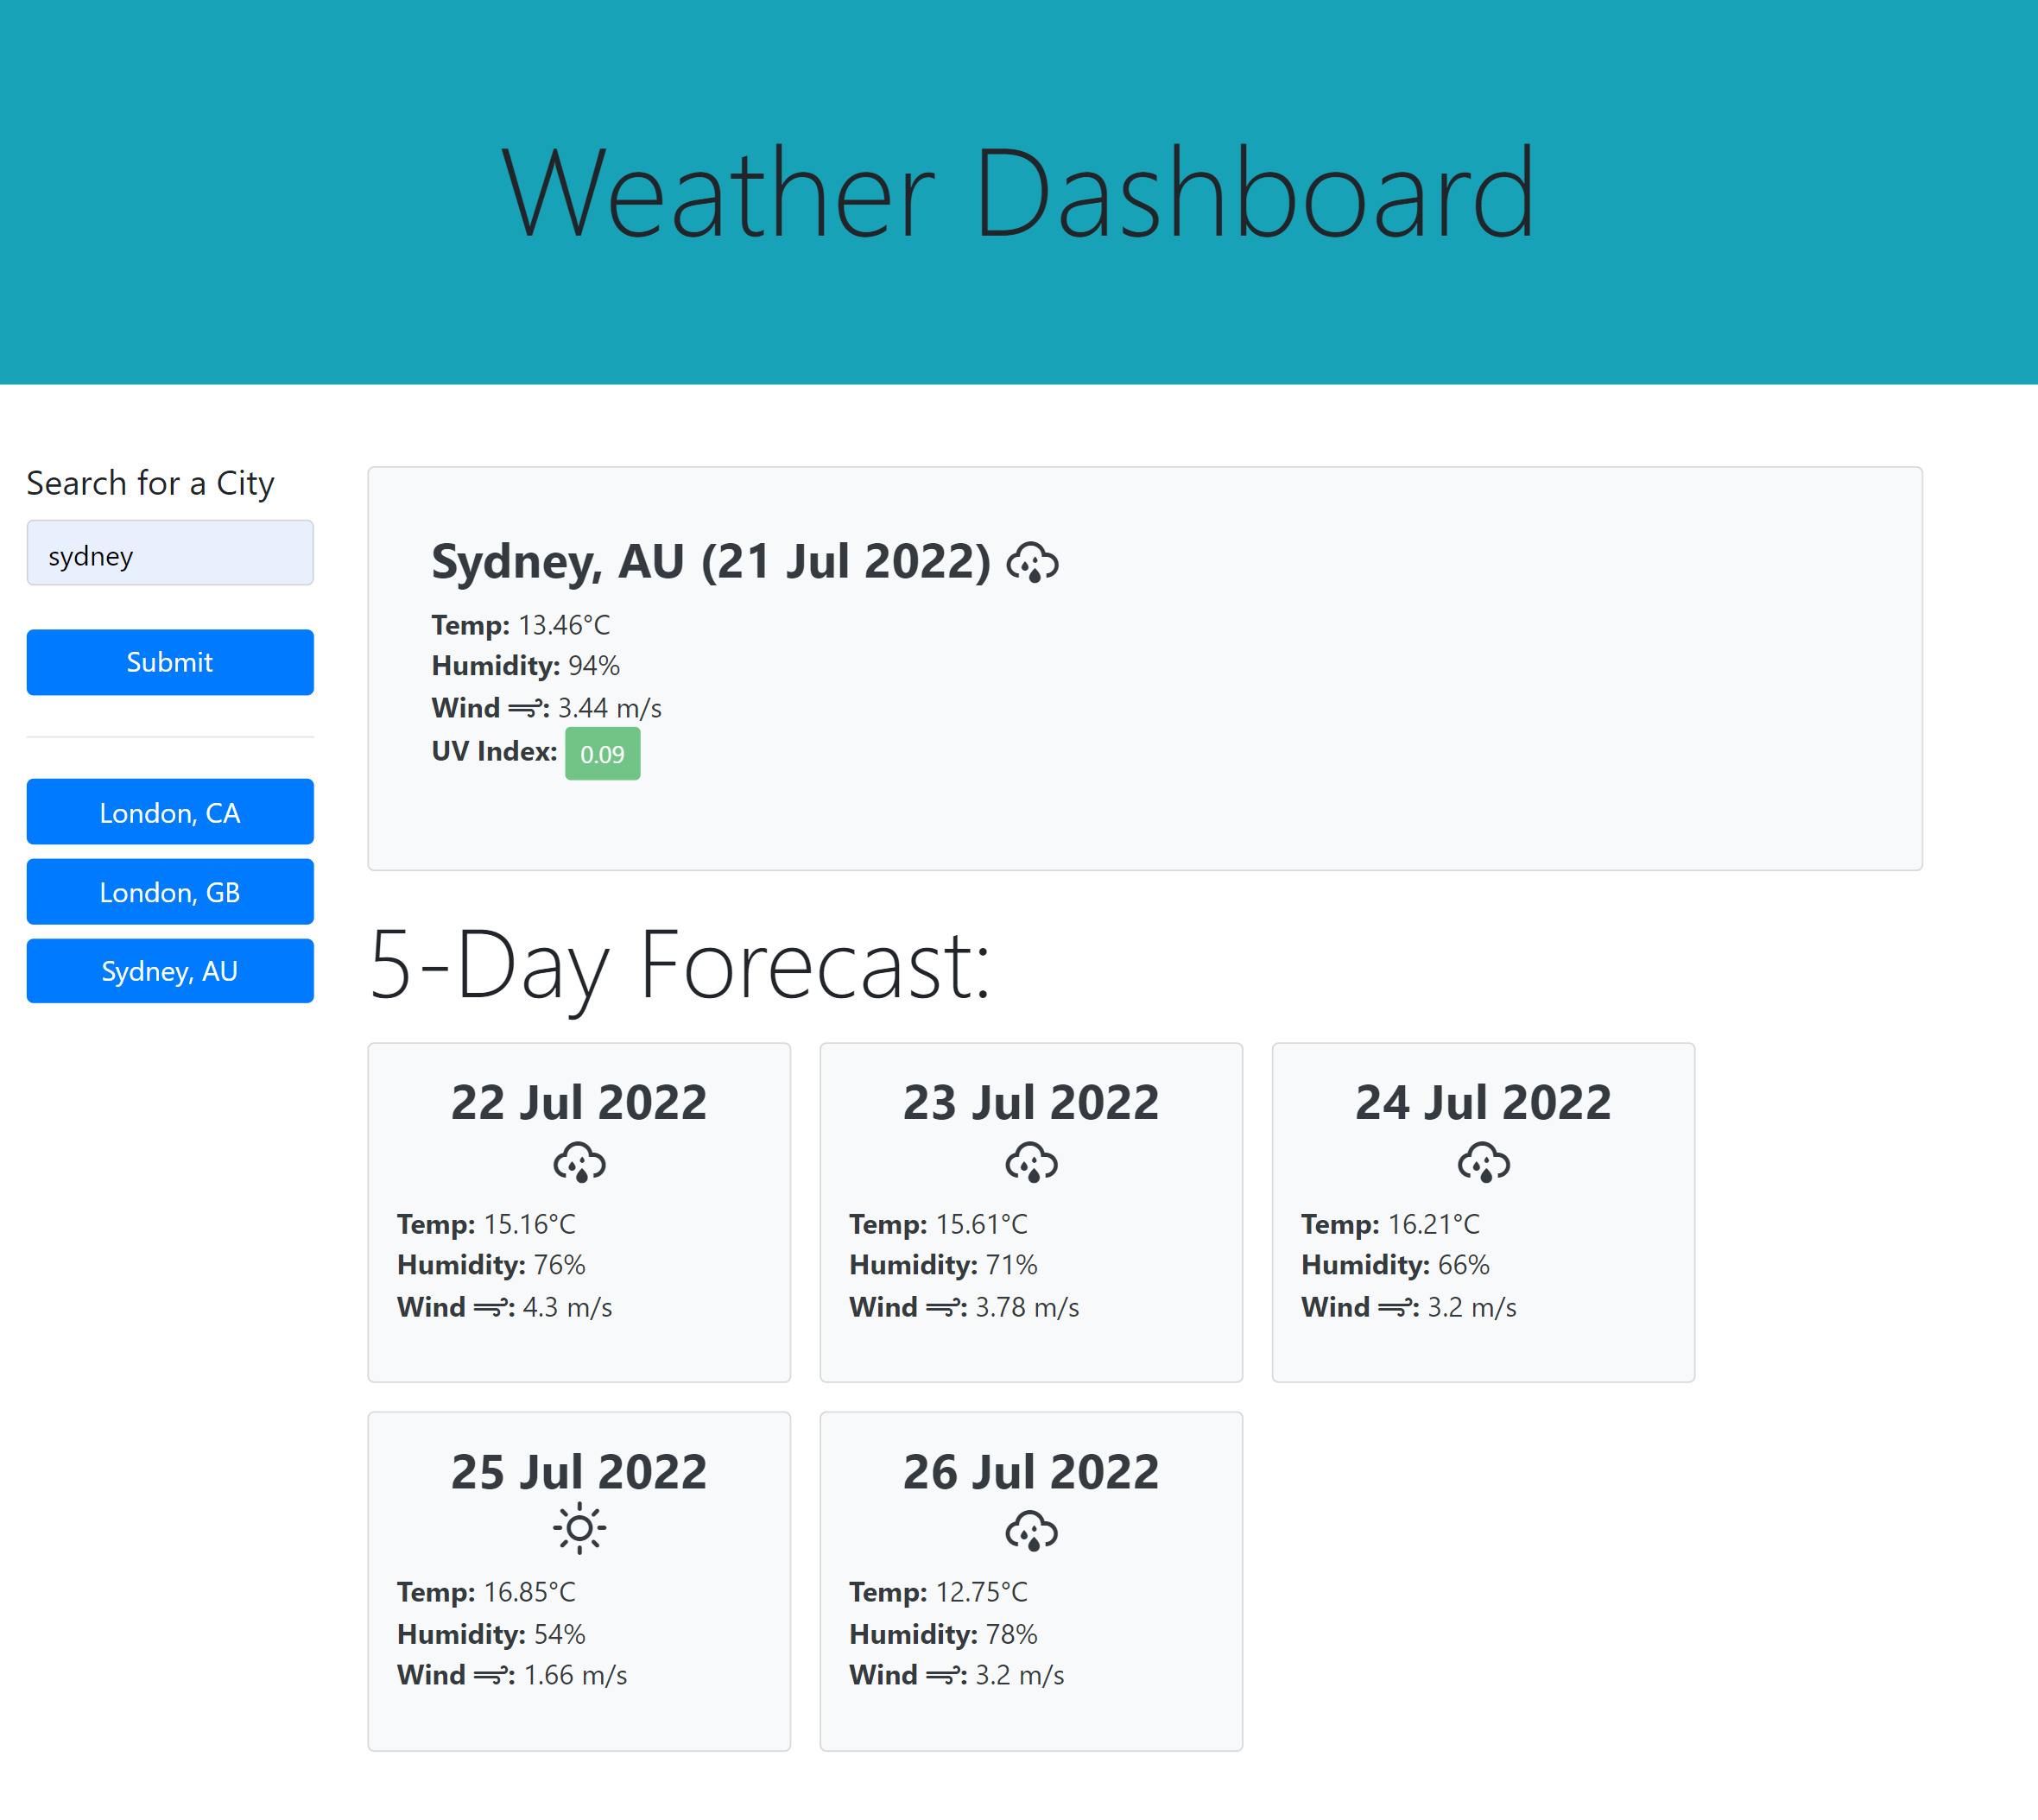 Weather Dashboard
Search for a City
sydney
Submit
London, CA
London, GB
Sydney, AU
Sydney, AU (21 Jul 2022)
Temp: 13.46°C
Humidity: 94%
Wind : 3.44 m/s
UV Index: 0.09
5-Day Forecast:
22 Jul 2022
Temp: 15.16°C
Humidity: 76%
Wind : 4.3 m/s
23 Jul 2022
Temp: 15.61°C
Humidity: 71%
Wind : 3.78 m/s
24 Jul 2022
Temp: 16.21°C
Humidity: 66%
Wind : 3.2 m/s
25 Jul 2022
Temp: 16.85°C
Humidity: 54%
Wind : 1.66 m/s
26 Jul 2022
Temp: 12.75°C
Humidity: 78%
Wind : 3.2 m/s